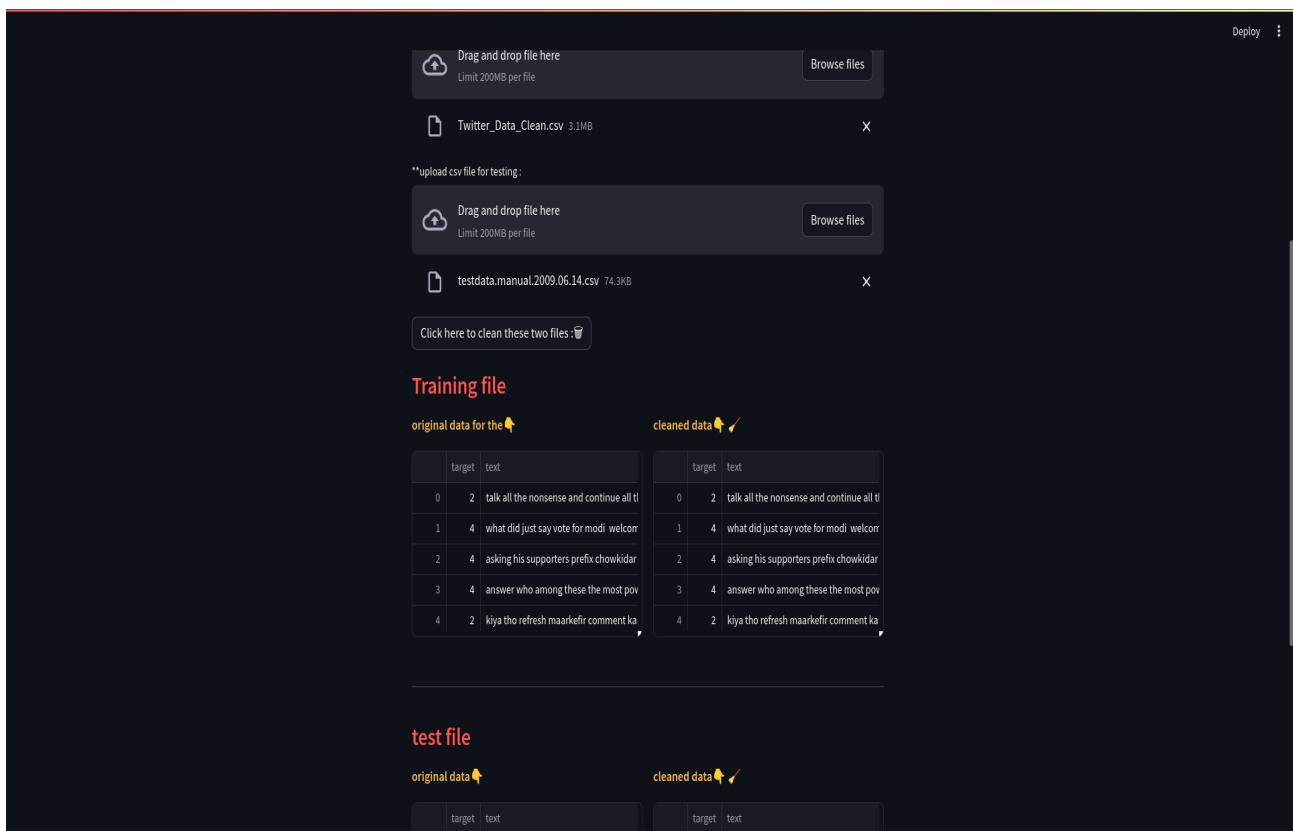 Deploy
Drag and drop file here
Limit 200MB per file
Browse files
Twitter_Data_Clean.csv 3.1MB
X
**upload csv file for testing :
Drag and drop file here
Limit 200MB per file
Browse files
testdata.manual.2009.06.14.csv 74.3KB
X
Click here to clean these two files :🗑
Training file
original data for the👇
cleaned data👇🧹
target text
0 2 talk all the nonsense and continue all tl
1 4 what did just say vote for modi welcom
2 4 asking his supporters prefix chowkidar
3 4 answer who among these the most pov
4 2 kiya tho refresh maarkefir comment ka
target text
0 2 talk all the nonsense and continue all tl
1 4 what did just say vote for modi welcom
2 4 asking his supporters prefix chowkidar
3 4 answer who among these the most pov
4 2 kiya tho refresh maarkefir comment ka
test file
original data👇
cleaned data👇🧹
target text
target text